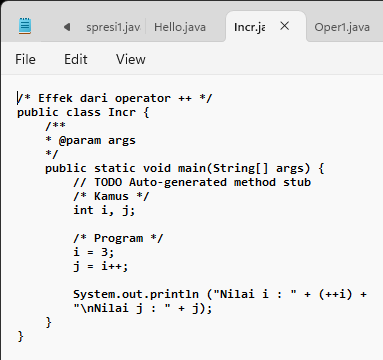 spresi1.jav Hello.java Incr.ja Oper1.java
File Edit View
/* Effek dari operator ++ */
public class Incr {
/**
* @param args
*/
public static void main(String[] args) {
// TODO Auto-generated method stub
/* Kamus */
int i, j;
/* Program */
i = 3;
j = i++;
System.out.println ("Nilai i : " + (++i) +
"\nNilai j : " + j);
}
}